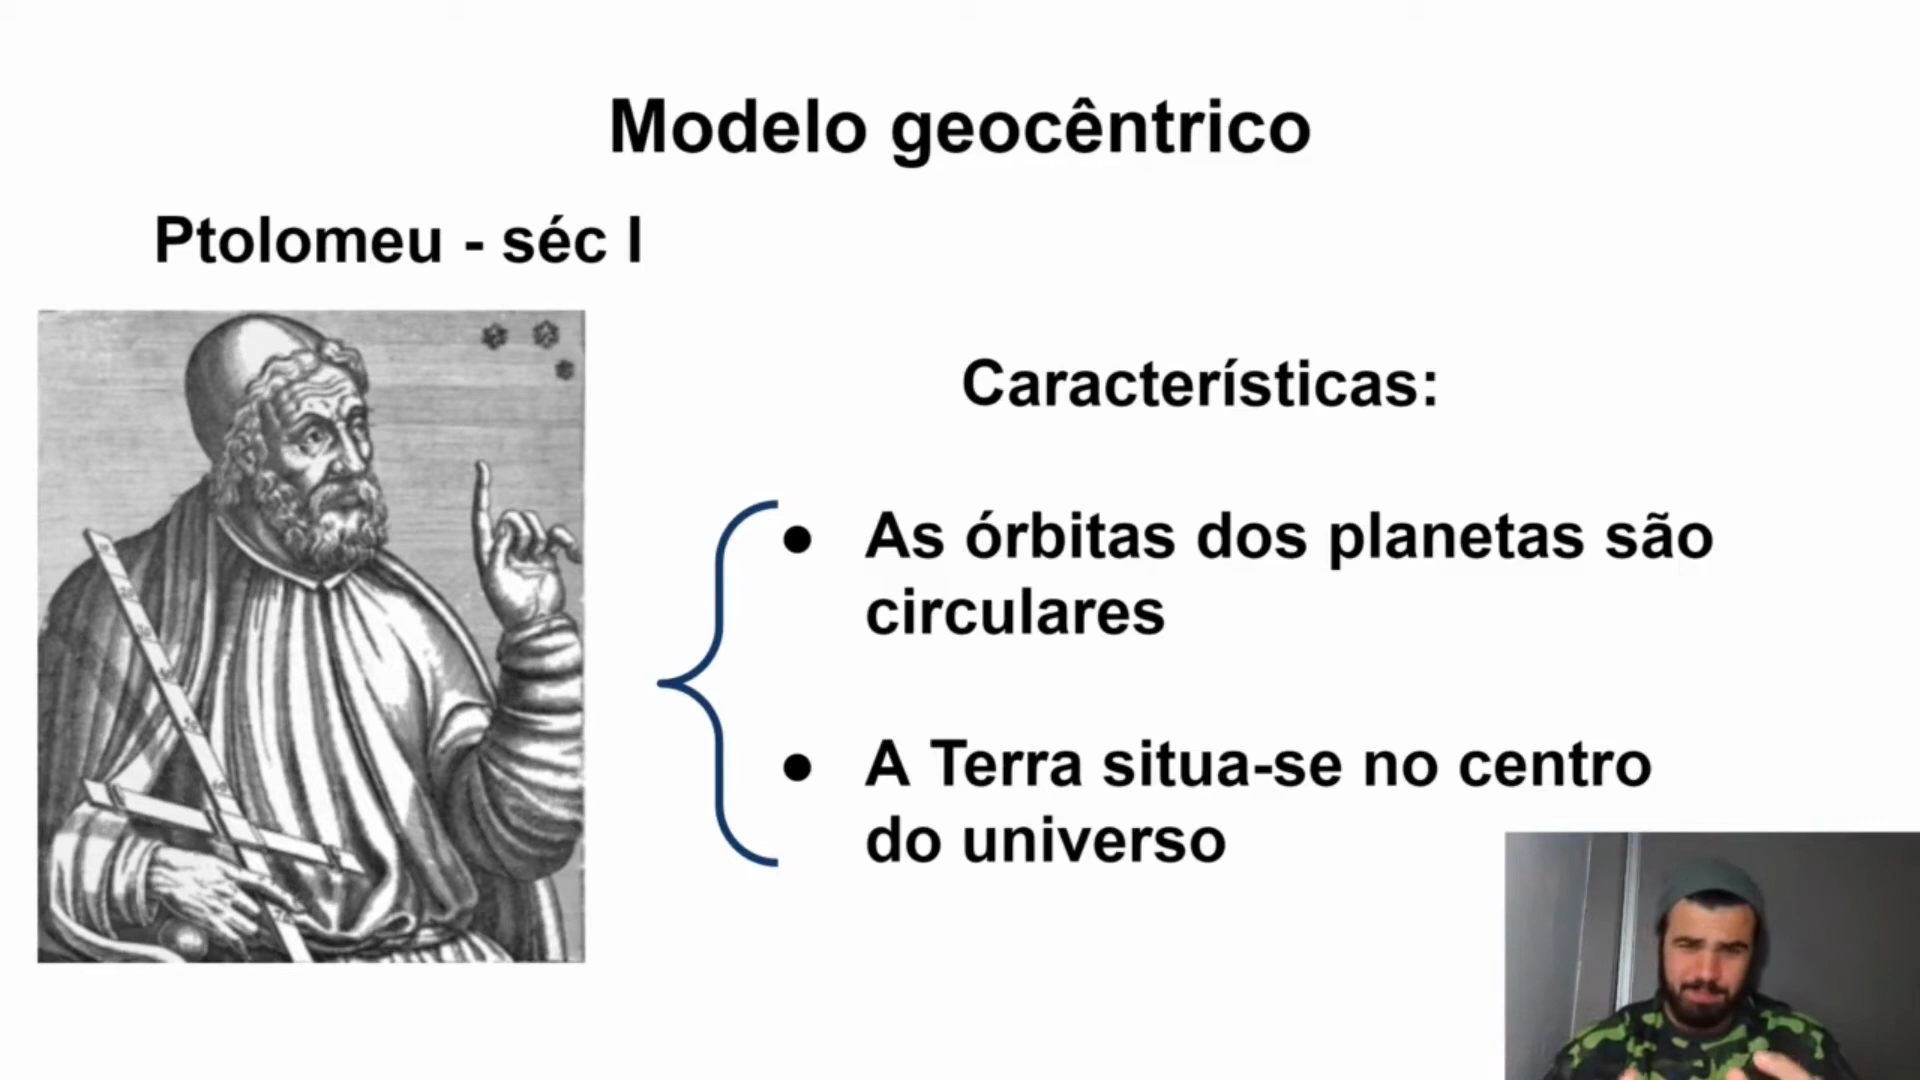 Modelo geocêntrico
Ptolomeu - séc I
Características:
● As órbitas dos planetas são
circulares
● A Terra situa-se no centro
do universo